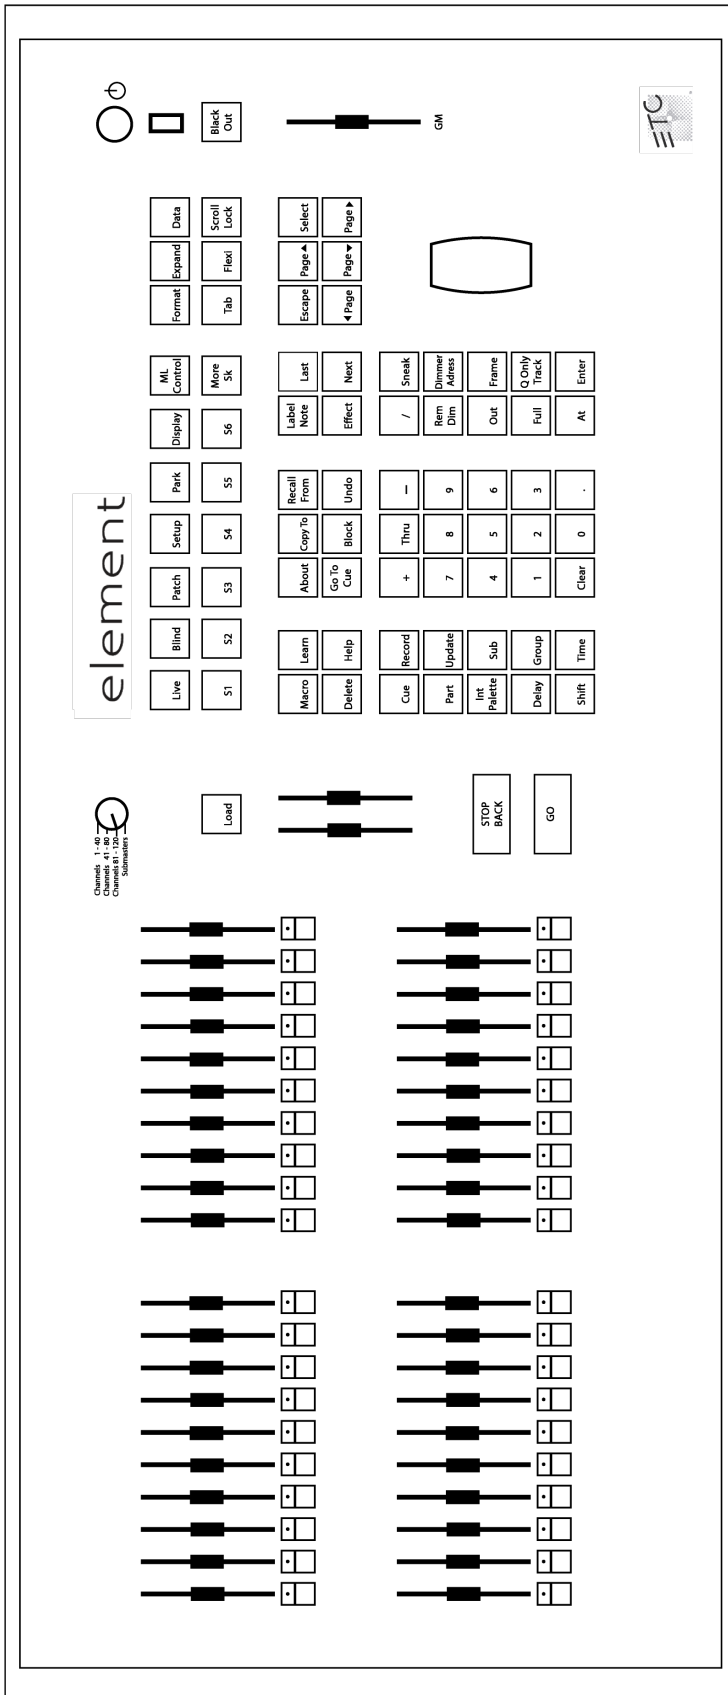 Channels 1 - 40
Channels 41 - 80
Channels 81 - 120
Submasters
element
Live
Blind
Patch
Setup
Park
Display
ML
Control
Format
Expand
Data
Load
S1
S2
S3
S4
S5
S6
More
Sk
Tab
Flexi
Scroll
Lock
Black
Out
Macro
Learn
About
Copy To
Recall
From
Label
Note
Last
Escape
Page ▲
Select
Delete
Help
Go To
Cue
Block
Undo
Effect
Next
◀ Page
Page ▼
Page ▶
GM
Cue
Record
+
Thru
—
/
Sneak
Part
Update
7
8
9
Rem
Dim
Dimmer
Adress
STOP
BACK
Int
Palette
Sub
4
5
6
Out
Frame
GO
Delay
Group
1
2
3
Full
Q Only
Track
Shift
Time
Clear
0
.
At
Enter
ETC